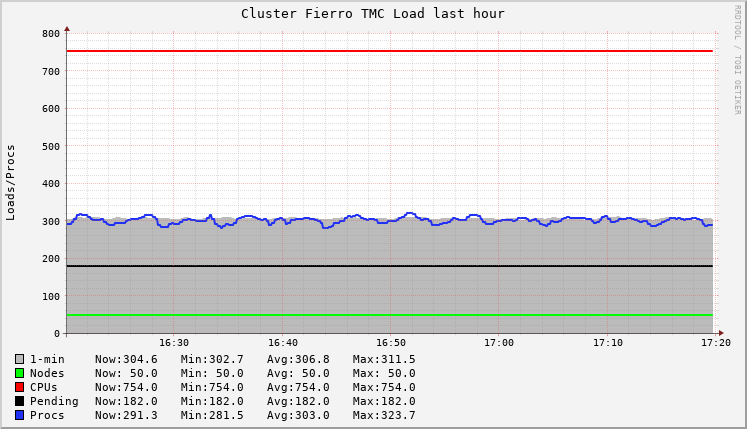 Cluster Fierro TMC Load last hour
RRDTOOL / TOBI OETIKER
Loads/Procs
800
700
600
500
400
300
200
100
0
16:30 16:40 16:50 17:00 17:10 17:20
1-min Now:304.6 Min:302.7 Avg:306.8 Max:311.5
Nodes Now: 50.0 Min: 50.0 Avg: 50.0 Max: 50.0
CPUs Now:754.0 Min:754.0 Avg:754.0 Max:754.0
Pending Now:182.0 Min:182.0 Avg:182.0 Max:182.0
Procs Now:291.3 Min:281.5 Avg:303.0 Max:323.7